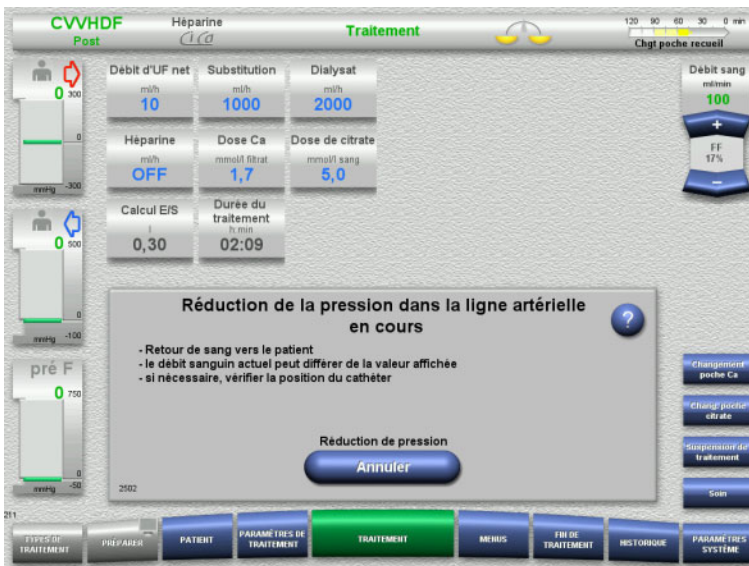 CVVHDF
Post
Héparine
CiCa
Traitement
120 90 60 30 0 min
Chgt poche recueil
0 300
0
mmHg -300
0 500
0
mmHg -100
pré F
0 750
0
mmHg -50
Débit d'UF net
ml/h
10
Substitution
ml/h
1000
Dialysat
ml/h
2000
Héparine
ml/h
OFF
Dose Ca
mmol/l filtrat
1,7
Dose de citrate
mmol/l sang
5,0
Calcul E/S
l
0,30
Durée du
traitement
h:min
02:09
Débit sang
ml/min
100
+
FF
17%
−
Réduction de la pression dans la ligne artérielle
en cours
?
- Retour de sang vers le patient
- le débit sanguin actuel peut différer de la valeur affichée
- si nécessaire, vérifier la position du cathéter
Réduction de pression
Annuler
2502
Changement
poche Ca
Chang. poche
citrate
Suspension de
traitement
Soin
211
TYPES DE
TRAITEMENT
PRÉPARER
PATIENT
PARAMÈTRES DE
TRAITEMENT
TRAITEMENT
MENUS
FIN DE
TRAITEMENT
HISTORIQUE
PARAMÈTRES
SYSTÈME